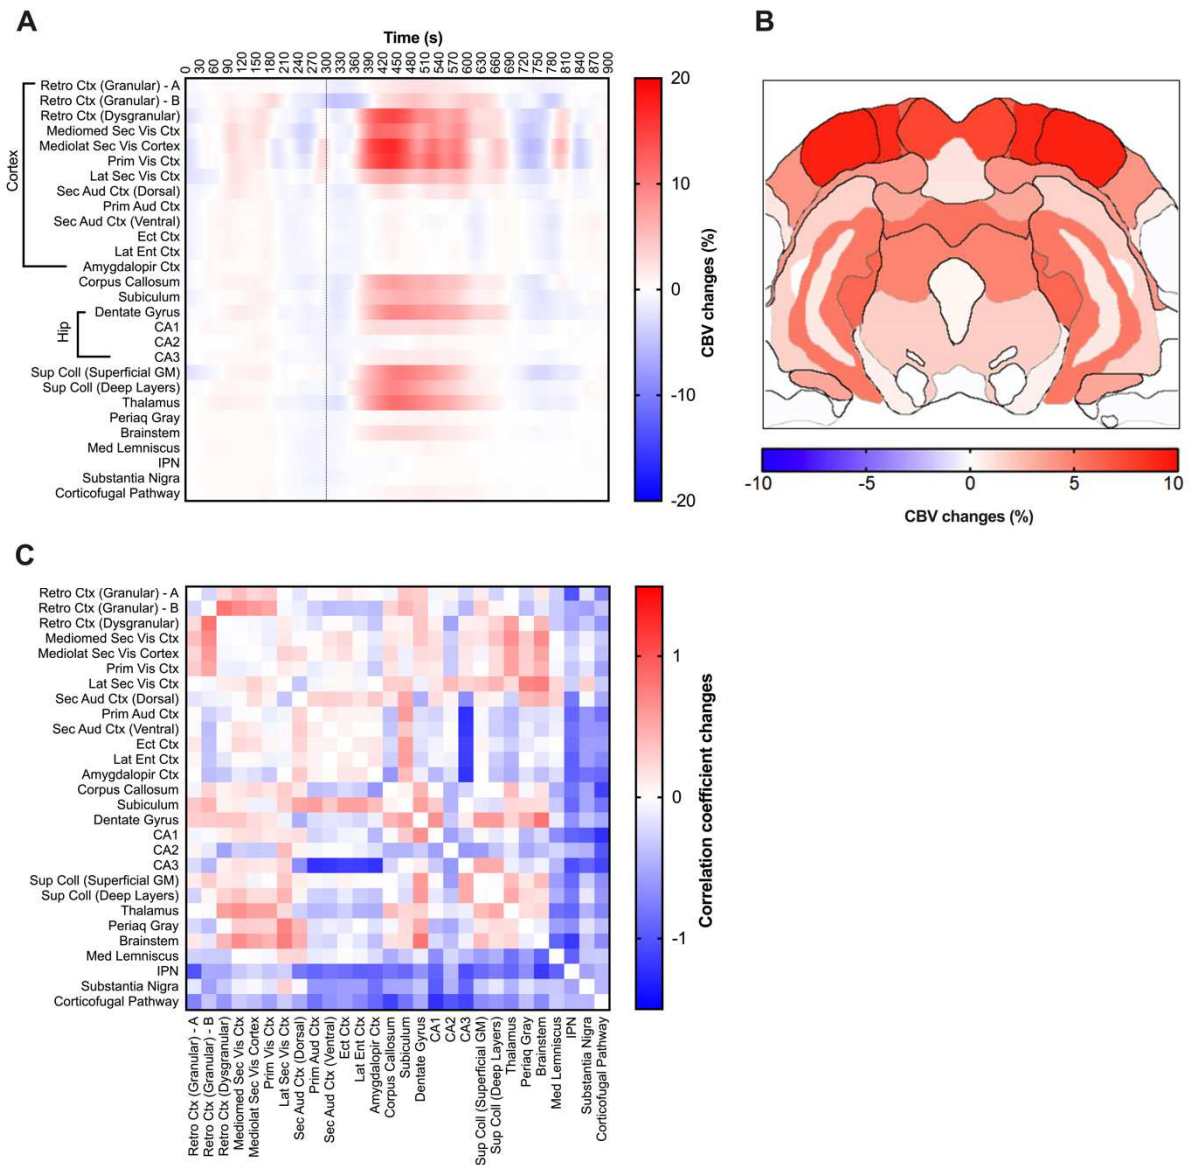 A
Time (s)
0 30 60 90 120 150 180 210 240 270 300 330 360 390 420 450 480 510 540 570 600 630 660 690 720 750 780 810 840 870 900
Cortex
Retro Ctx (Granular) - A
Retro Ctx (Granular) - B
Retro Ctx (Dysgranular)
Mediomed Sec Vis Ctx
Mediolat Sec Vis Cortex
Prim Vis Ctx
Lat Sec Vis Ctx
Sec Aud Ctx (Dorsal)
Prim Aud Ctx
Sec Aud Ctx (Ventral)
Ect Ctx
Lat Ent Ctx
Amygdalopir Ctx
Corpus Callosum
Subiculum
Hip
Dentate Gyrus
CA1
CA2
CA3
Sup Coll (Superficial GM)
Sup Coll (Deep Layers)
Thalamus
Periaq Gray
Brainstem
Med Lemniscus
IPN
Substantia Nigra
Corticofugal Pathway
20
10
0
-10
-20
CBV changes (%)
B
-10 -5 0 5 10
CBV changes (%)
C
Retro Ctx (Granular) - A
Retro Ctx (Granular) - B
Retro Ctx (Dysgranular)
Mediomed Sec Vis Ctx
Mediolat Sec Vis Cortex
Prim Vis Ctx
Lat Sec Vis Ctx
Sec Aud Ctx (Dorsal)
Prim Aud Ctx
Sec Aud Ctx (Ventral)
Ect Ctx
Lat Ent Ctx
Amygdalopir Ctx
Corpus Callosum
Subiculum
Dentate Gyrus
CA1
CA2
CA3
Sup Coll (Superficial GM)
Sup Coll (Deep Layers)
Thalamus
Periaq Gray
Brainstem
Med Lemniscus
IPN
Substantia Nigra
Corticofugal Pathway
Retro Ctx (Granular) - A
Retro Ctx (Granular) - B
Retro Ctx (Dysgranular)
Mediomed Sec Vis Ctx
Mediolat Sec Vis Cortex
Prim Vis Ctx
Lat Sec Vis Ctx
Sec Aud Ctx (Dorsal)
Prim Aud Ctx
Sec Aud Ctx (Ventral)
Ect Ctx
Lat Ent Ctx
Amygdalopir Ctx
Corpus Callosum
Subiculum
Dentate Gyrus
CA1
CA2
CA3
Sup Coll (Superficial GM)
Sup Coll (Deep Layers)
Thalamus
Periaq Gray
Brainstem
Med Lemniscus
IPN
Substantia Nigra
Corticofugal Pathway
1
0
-1
Correlation coefficient changes